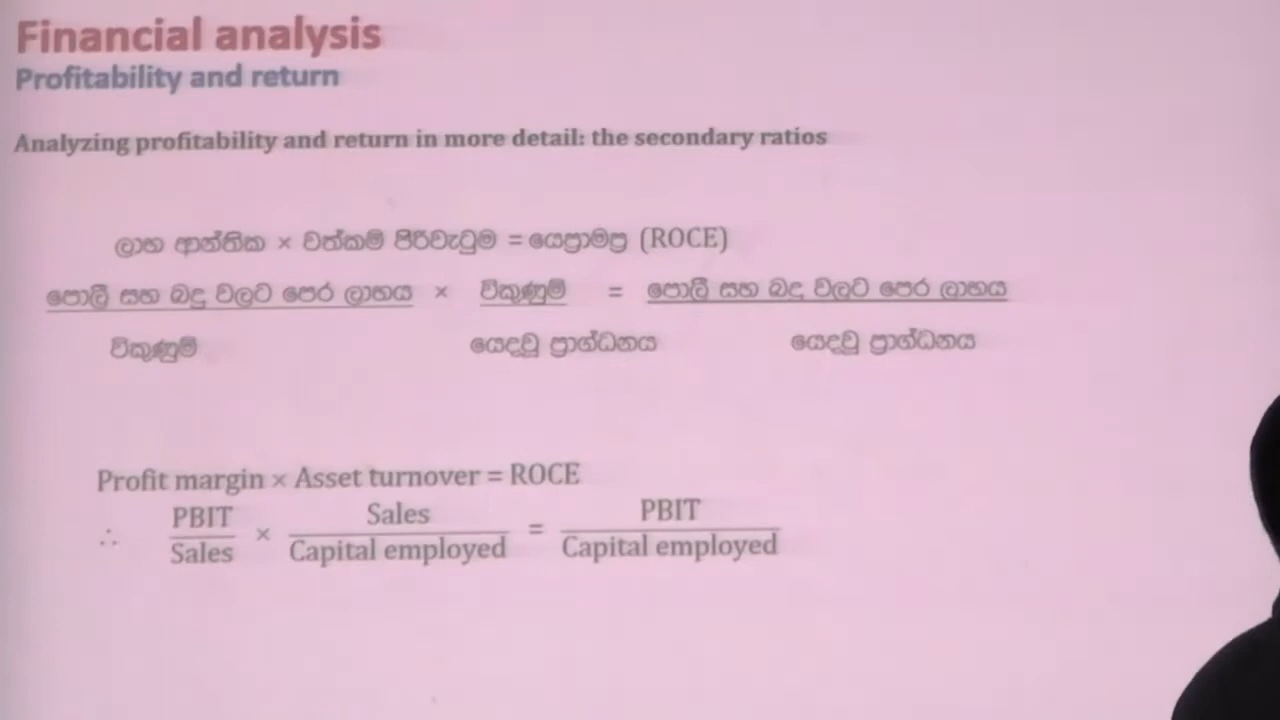 Financial analysis
Profitability and return
Analyzing profitability and return in more detail: the secondary ratios
ලාභ ආන්තික × වත්කම් පිරිවැටුම = යෙප්‍රාමප්‍ර (ROCE)
පොලී සහ බදු වලට පෙර ලාභය × විකුණුම් = පොලී සහ බදු වලට පෙර ලාභය
විකුණුම් යෙදවූ ප්‍රාග්ධනය යෙදවූ ප්‍රාග්ධනය
Profit margin × Asset turnover = ROCE
∴ PBIT × Sales = PBIT
Sales Capital employed Capital employed